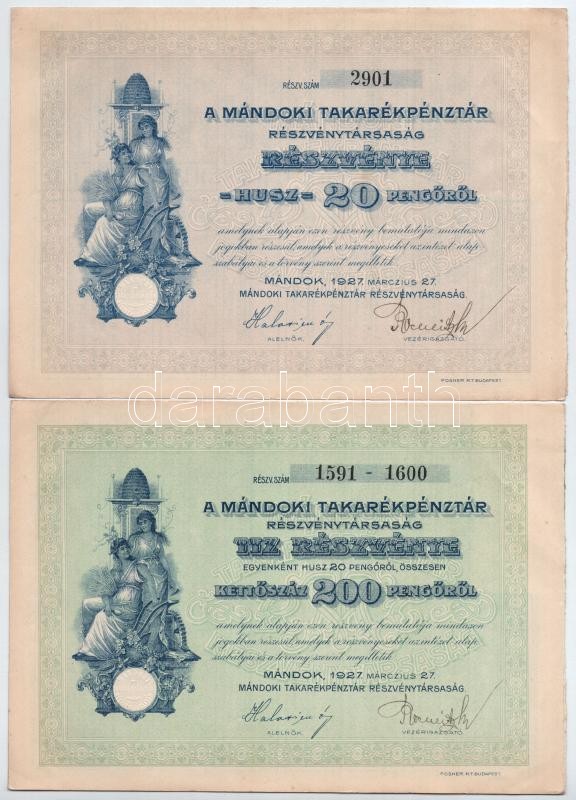 RÉSZV. SZÁM 2901
A MÁNDOKI TAKARÉKPÉNZTÁR
RÉSZVÉNYTÁRSASÁG
RÉSZVÉNYE
=HUSZ= 20 PENGŐRŐL
amelynek alapján ezen részvény bemutatója mindazon
jogokban részesül, amelyek a részvényeseket az intézet alap-
szabályai és a törvény szerint megilletik.
MÁNDOK, 1927. MÁRCZIUS 27.
MÁNDOKI TAKARÉKPÉNZTÁR RÉSZVÉNYTÁRSASÁG.
ALELNÖK.
VEZÉRIGAZGATÓ.
POSNER R.T. BUDAPEST.
darabanth
RÉSZV. SZÁM 1591 - 1600
A MÁNDOKI TAKARÉKPÉNZTÁR
RÉSZVÉNYTÁRSASÁG
TIZ RÉSZVÉNYE
EGYENKÉNT HUSZ 20 PENGŐRŐL, ÖSSZESEN
KETTŐSZÁZ 200 PENGŐRŐL
amelynek alapján ezen részvény bemutatója mindazon
jogokban részesül, amelyek a részvényeseket az intézet alap-
szabályai és a törvény szerint megilletik.
MÁNDOK, 1927. MÁRCZIUS 27.
MÁNDOKI TAKARÉKPÉNZTÁR RÉSZVÉNYTÁRSASÁG
ALELNÖK.
VEZÉRIGAZGATÓ.
POSNER R.T. BUDAPEST.